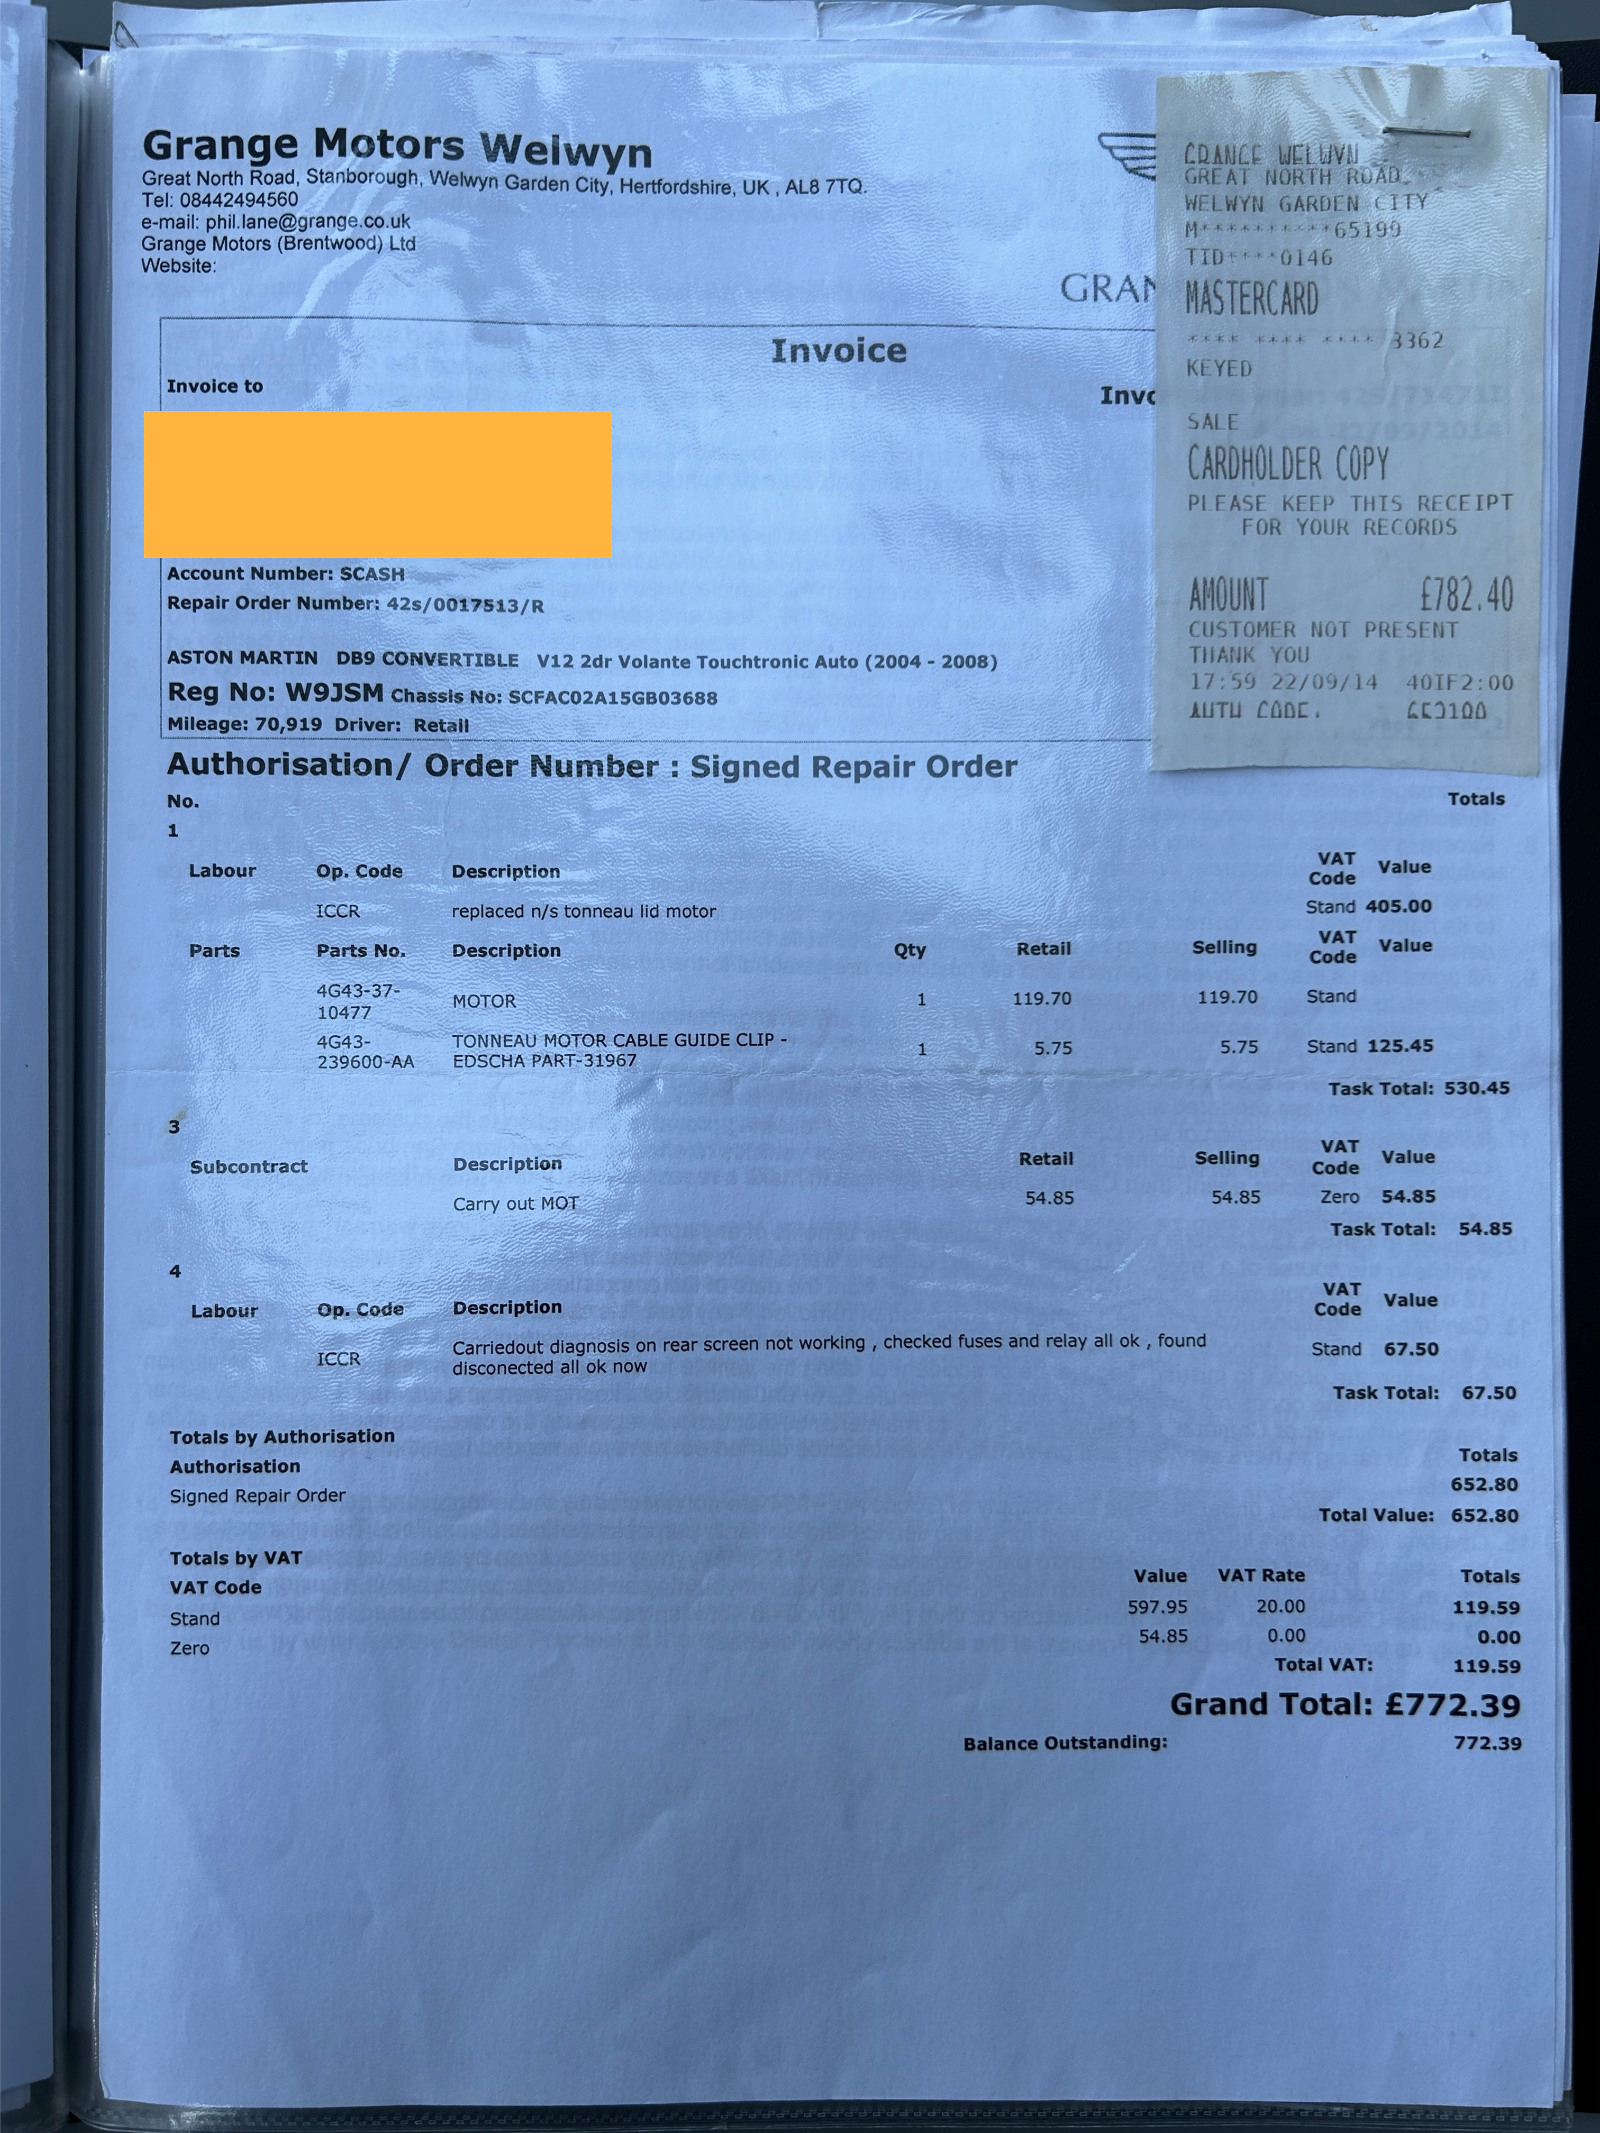 Grange Motors Welwyn
Great North Road, Stanborough, Welwyn Garden City, Hertfordshire, UK , AL8 7TQ.
Tel: 08442494560
e-mail: phil.lane@grange.co.uk
Grange Motors (Brentwood) Ltd
Website:
GRAN
GRANGE WELWYN
GREAT NORTH ROAD
WELWYN GARDEN CITY
M**********65199
TID****0146
MASTERCARD
**** **** **** 3362
KEYED
SALE
CARDHOLDER COPY
PLEASE KEEP THIS RECEIPT
FOR YOUR RECORDS
AMOUNT £782.40
CUSTOMER NOT PRESENT
THANK YOU
17:59 22/09/14 40IF2:00
AUTH CODE:
Invoice
Invoice to
Invo
Account Number: SCASH
Repair Order Number: 42s/0017513/R
ASTON MARTIN DB9 CONVERTIBLE V12 2dr Volante Touchtronic Auto (2004 - 2008)
Reg No: W9JSM Chassis No: SCFAC02A15GB03688
Mileage: 70,919 Driver: Retail
Authorisation/ Order Number : Signed Repair Order
No. Totals
1
Labour Op. Code Description VAT Code Value
ICCR replaced n/s tonneau lid motor Stand 405.00
Parts Parts No. Description Qty Retail Selling VAT Code Value
4G43-37-10477 MOTOR 1 119.70 119.70 Stand
4G43-239600-AA TONNEAU MOTOR CABLE GUIDE CLIP -
EDSCHA PART-31967 1 5.75 5.75 Stand 125.45
Task Total: 530.45
3
Subcontract Description Retail Selling VAT Code Value
Carry out MOT 54.85 54.85 Zero 54.85
Task Total: 54.85
4
Labour Op. Code Description VAT Code Value
ICCR Carriedout diagnosis on rear screen not working , checked fuses and relay all ok , found
disconected all ok now Stand 67.50
Task Total: 67.50
Totals by Authorisation
Authorisation Totals
Signed Repair Order 652.80
Total Value: 652.80
Totals by VAT
VAT Code Value VAT Rate Totals
Stand 597.95 20.00 119.59
Zero 54.85 0.00 0.00
Total VAT: 119.59
Grand Total: £772.39
Balance Outstanding: 772.39